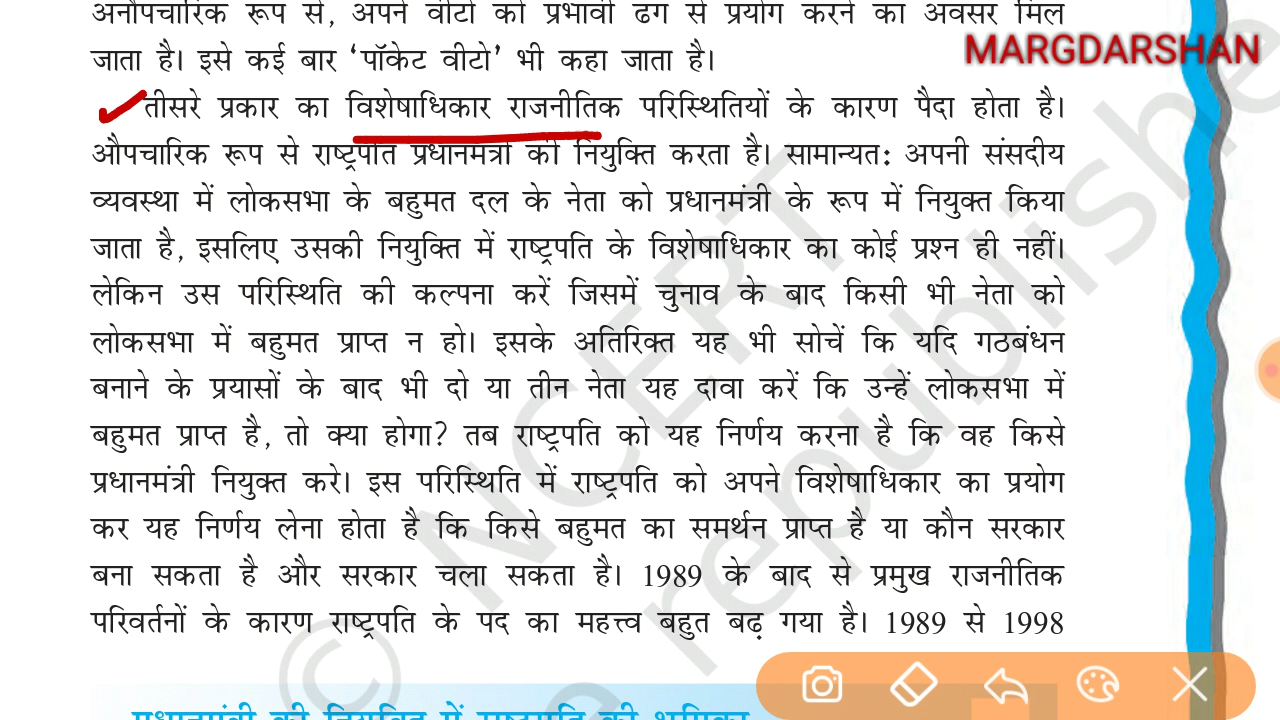 अनौपचारिक रूप से, अपने वीटो को प्रभावी ढंग से प्रयोग करने का अवसर मिल
जाता है। इसे कई बार ‘पॉकेट वीटो’ भी कहा जाता है।
MARGDARSHAN
तीसरे प्रकार का विशेषाधिकार राजनीतिक परिस्थितियों के कारण पैदा होता है।
औपचारिक रूप से राष्ट्रपति प्रधानमंत्री की नियुक्ति करता है। सामान्यत: अपनी संसदीय
व्यवस्था में लोकसभा के बहुमत दल के नेता को प्रधानमंत्री के रूप में नियुक्त किया
जाता है, इसलिए उसकी नियुक्ति में राष्ट्रपति के विशेषाधिकार का कोई प्रश्न ही नहीं।
लेकिन उस परिस्थिति की कल्पना करें जिसमें चुनाव के बाद किसी भी नेता को
लोकसभा में बहुमत प्राप्त न हो। इसके अतिरिक्त यह भी सोचें कि यदि गठबंधन
बनाने के प्रयासों के बाद भी दो या तीन नेता यह दावा करें कि उन्हें लोकसभा में
बहुमत प्राप्त है, तो क्या होगा? तब राष्ट्रपति को यह निर्णय करना है कि वह किसे
प्रधानमंत्री नियुक्त करे। इस परिस्थिति में राष्ट्रपति को अपने विशेषाधिकार का प्रयोग
कर यह निर्णय लेना होता है कि किसे बहुमत का समर्थन प्राप्त है या कौन सरकार
बना सकता है और सरकार चला सकता है। 1989 के बाद से प्रमुख राजनीतिक
परिवर्तनों के कारण राष्ट्रपति के पद का महत्त्व बहुत बढ़ गया है। 1989 से 1998
प्रधानमंत्री की नियुक्ति में राष्ट्रपति की भूमिका
© NCERT
republishe